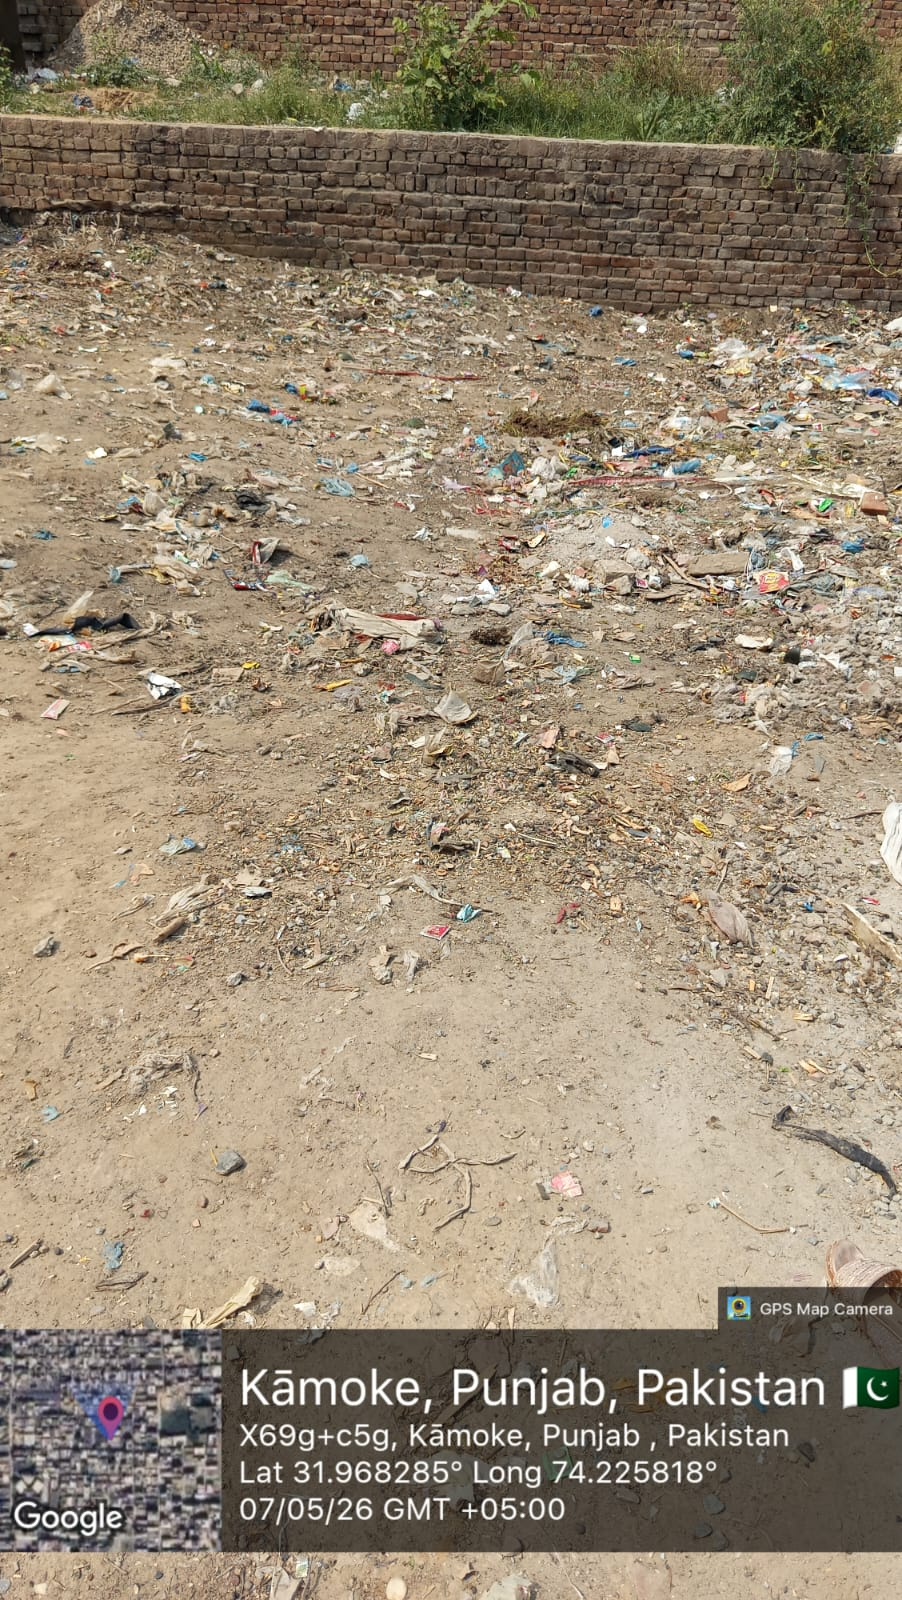 GPS Map Camera
Kāmoke, Punjab, Pakistan 🇵🇰
X69g+c5g, Kāmoke, Punjab , Pakistan
Lat 31.968285° Long 74.225818°
07/05/26 GMT +05:00
Google